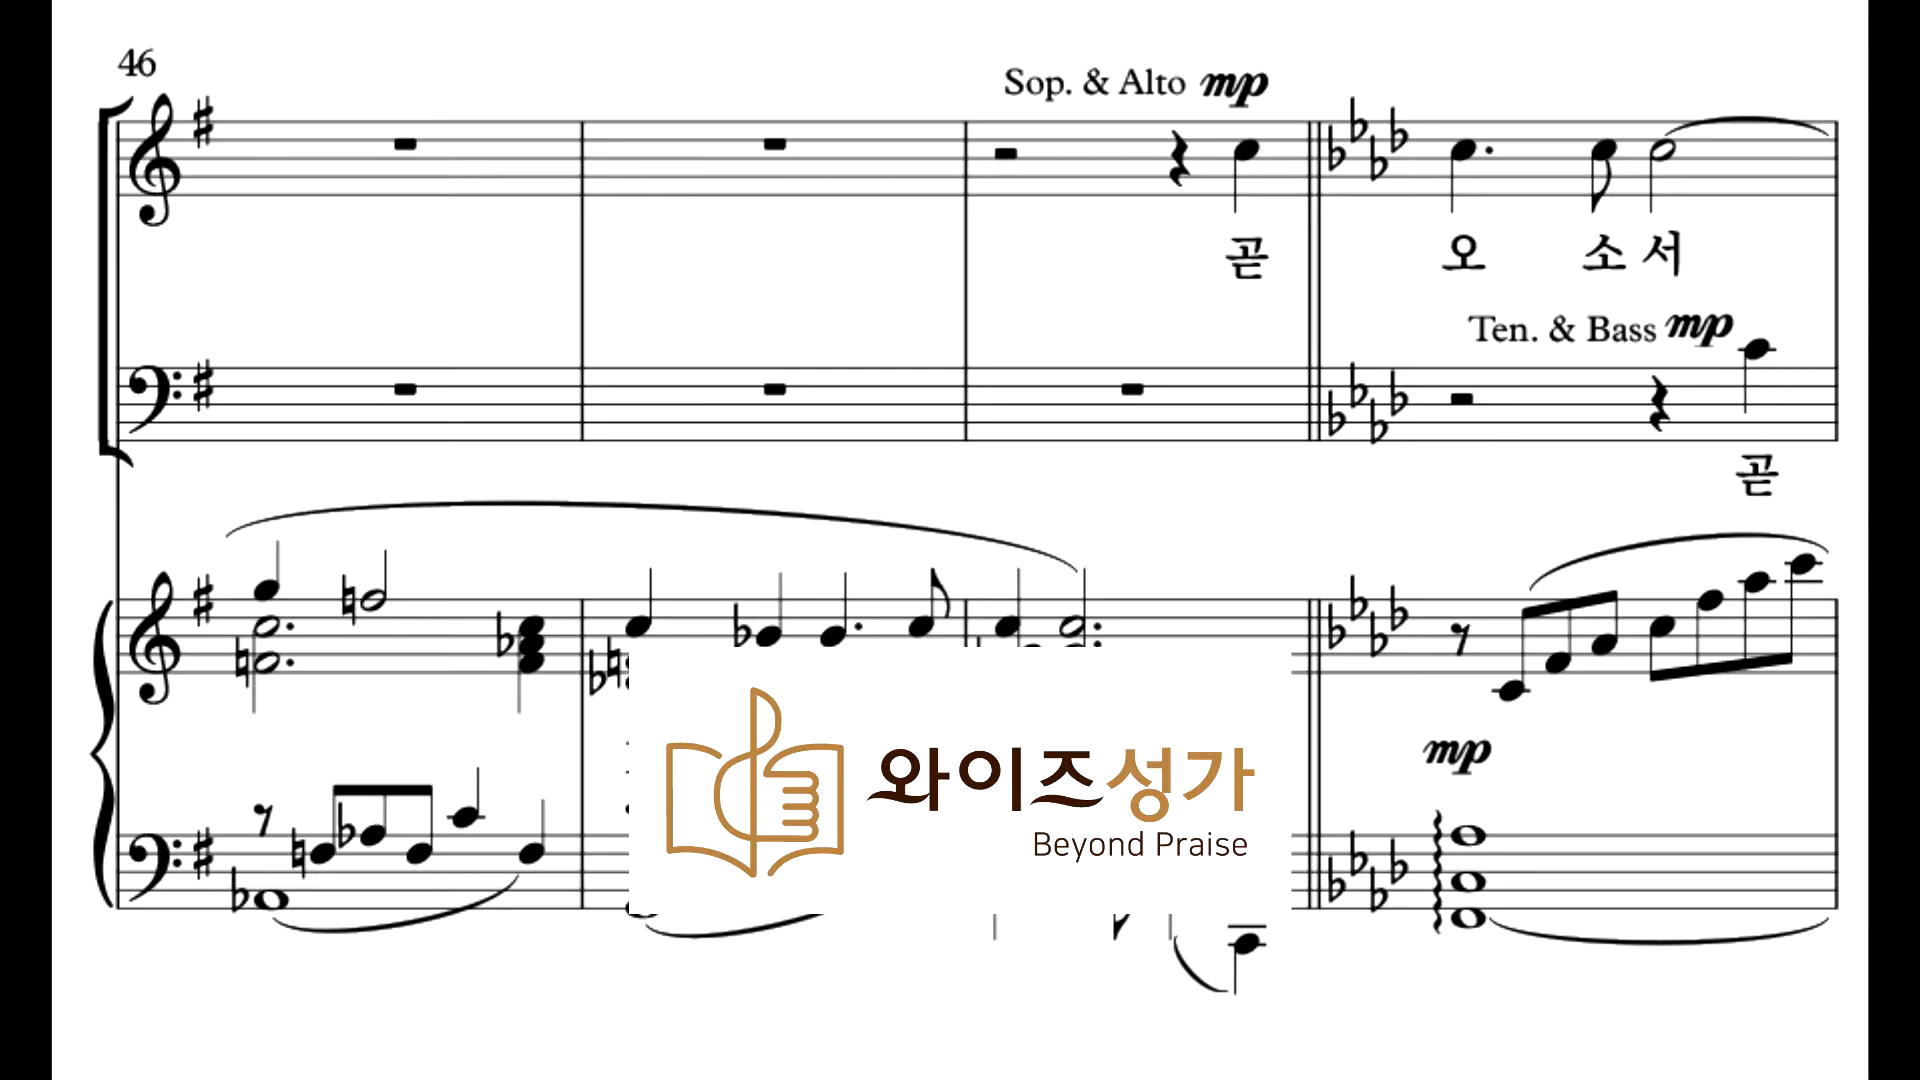 46
Sop. & Alto mp
곧 오 소 서
Ten. & Bass mp
곧
mp
와이즈성가
Beyond Praise